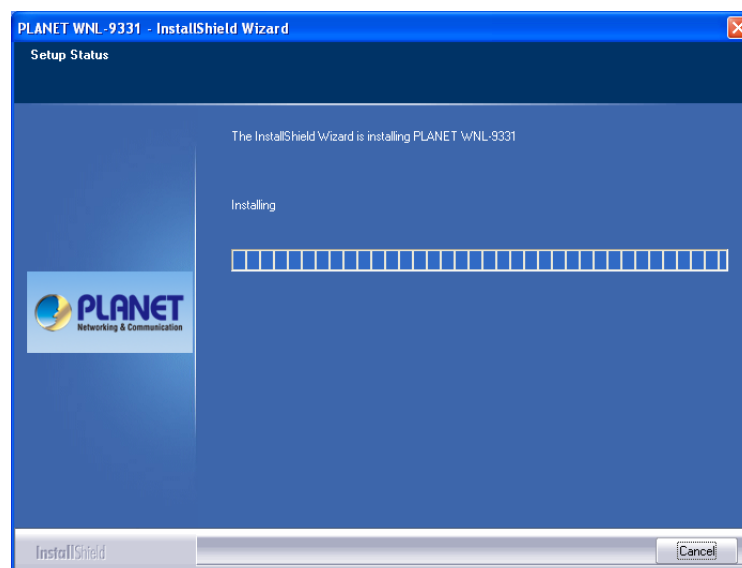 PLANET WNL-9331 - InstallShield Wizard
Setup Status
The InstallShield Wizard is installing PLANET WNL-9331
Installing
PLANET
Networking & Communication
InstallShield
Cancel